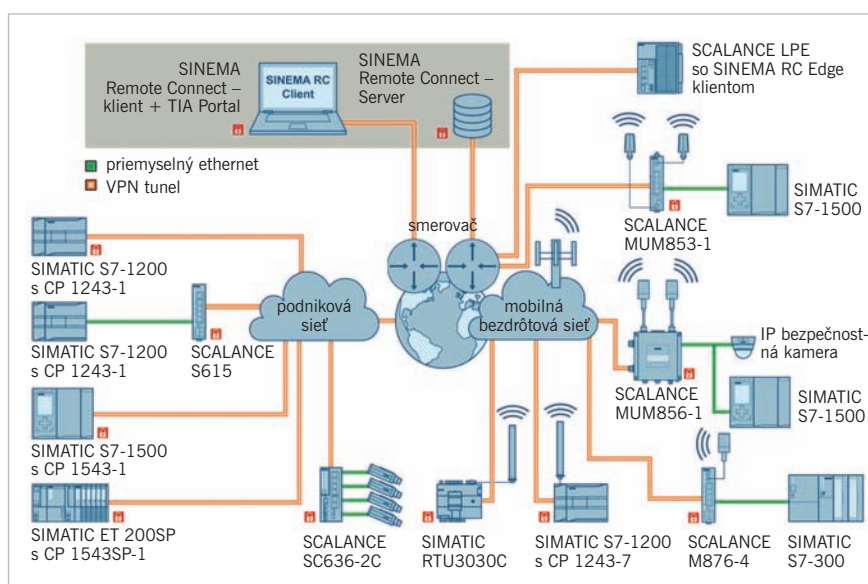 SINEMA
Remote Connect –
klient + TIA Portal
SINEMA RC
Client
SINEMA
Remote Connect –
Server
SCALANCE LPE
so SINEMA RC Edge
klientom
priemyselný ethernet
VPN tunel
SIMATIC
S7-1500
SCALANCE
MUM853-1
smerovač
SIMATIC S7-1200
s CP 1243-1
podniková
sieť
mobilná
bezdrôtová sieť
IP bezpečnost-
ná kamera
SIMATIC S7-1200
s CP 1243-1
SCALANCE
S615
SCALANCE
MUM856-1
SIMATIC
S7-1500
SIMATIC S7-1500
s CP 1543-1
SIMATIC ET 200SP
s CP 1543SP-1
SCALANCE
SC636-2C
SIMATIC
RTU3030C
SIMATIC S7-1200
s CP 1243-7
SCALANCE
M876-4
SIMATIC
S7-300